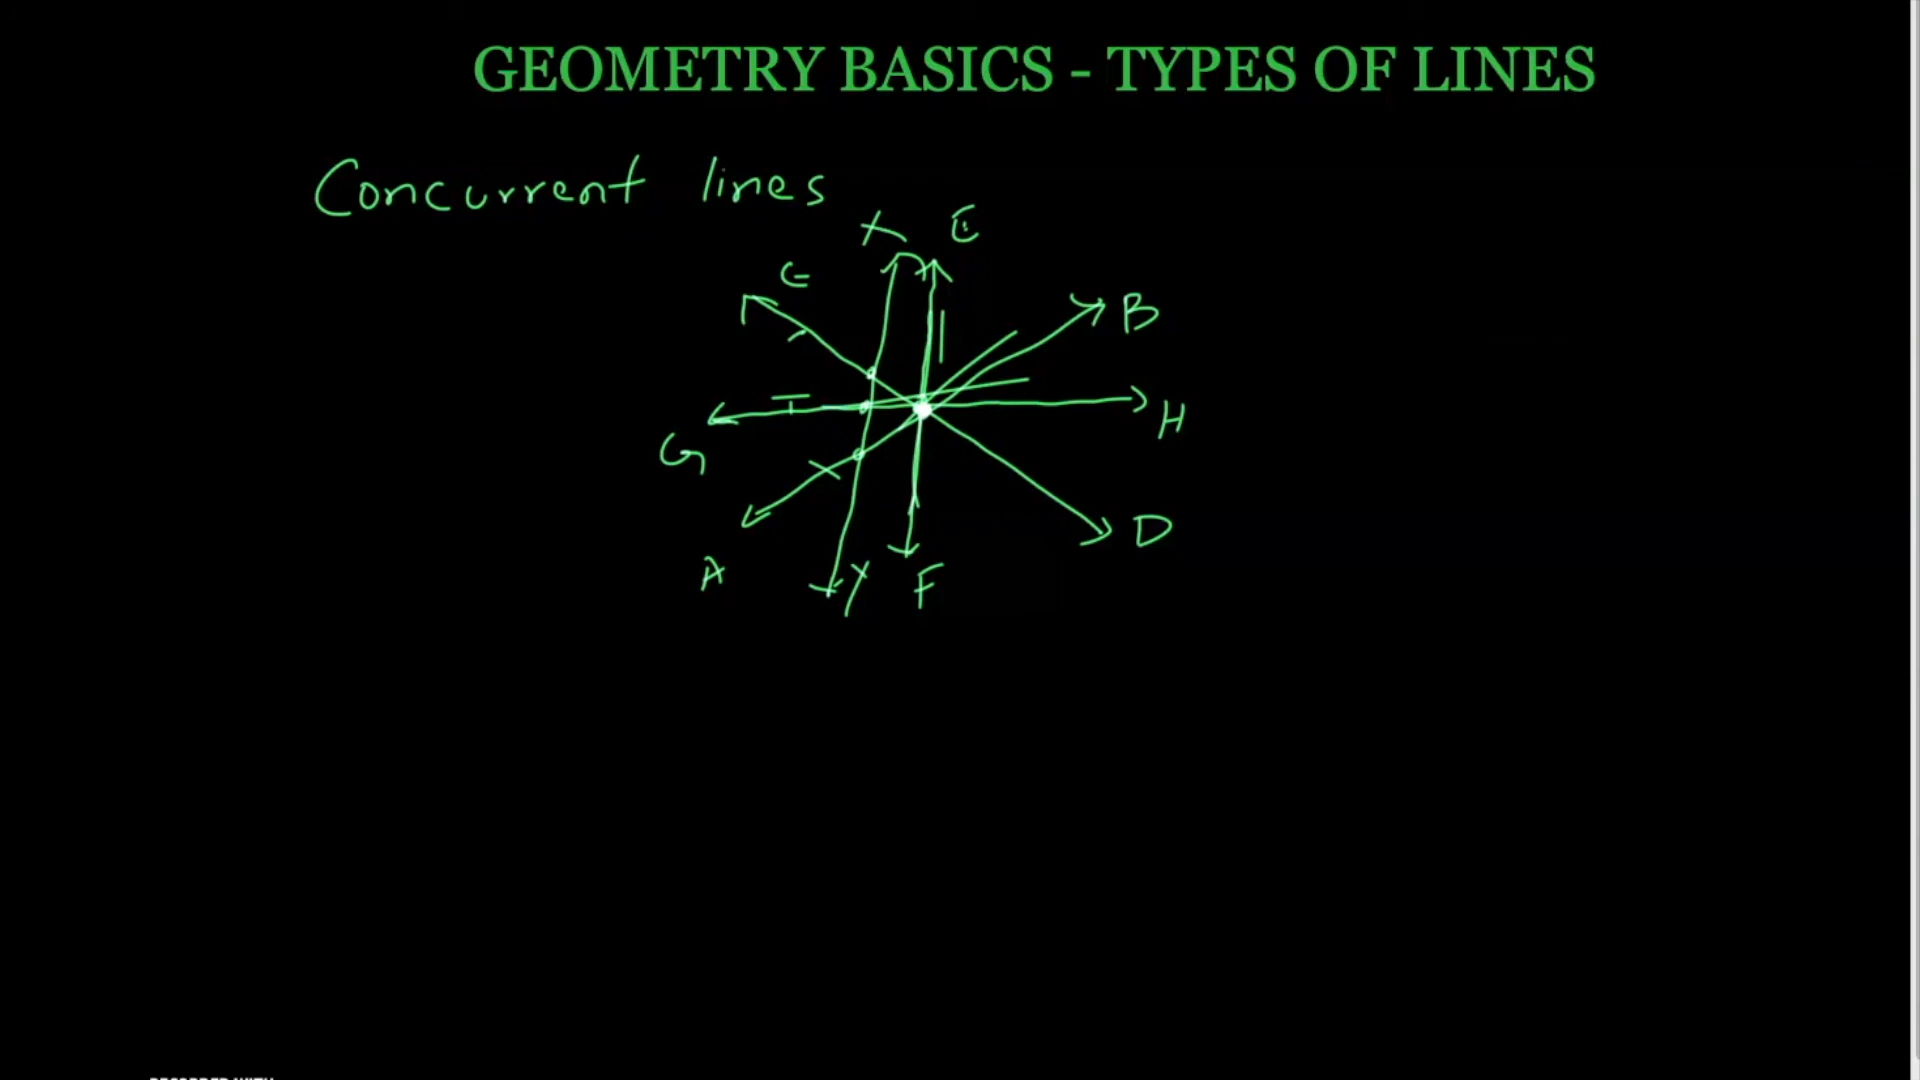 GEOMETRY BASICS - TYPES OF LINES
Concurrent lines
X E
C
B
H
G
D
A
Y F